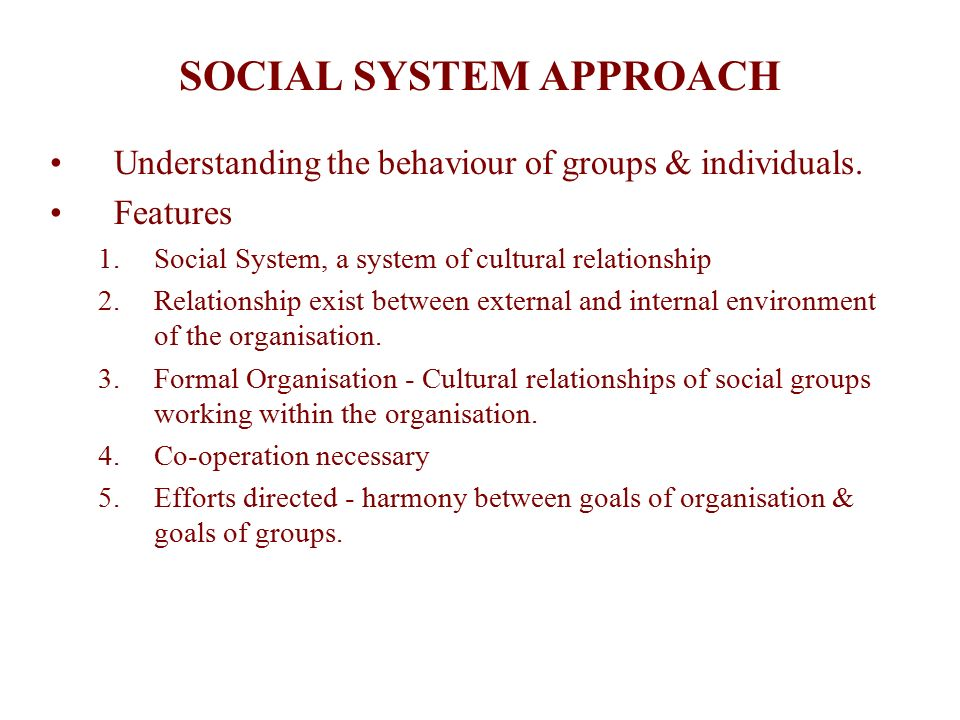 SOCIAL SYSTEM APPROACH
• Understanding the behaviour of groups & individuals.
• Features
1. Social System, a system of cultural relationship
2. Relationship exist between external and internal environment
of the organisation.
3. Formal Organisation - Cultural relationships of social groups
working within the organisation.
4. Co-operation necessary
5. Efforts directed - harmony between goals of organisation &
goals of groups.